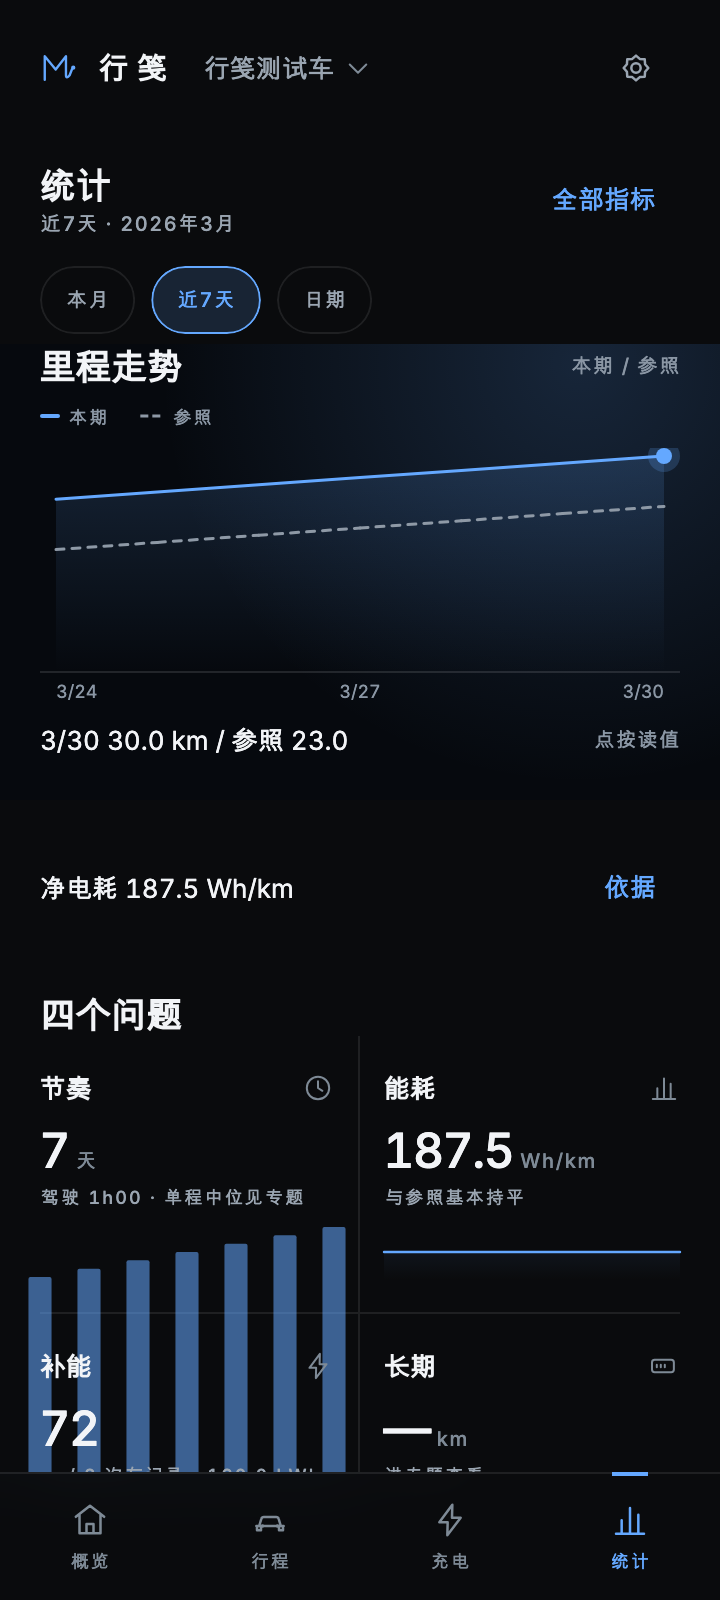 行笺 行笺测试车
统计
全部指标
近7天 · 2026年3月
本月 近7天 日期
里程走势 本期 / 参照
本期 参照
3/24 3/27 3/30
3/30 30.0 km / 参照 23.0 点按读值
净电耗 187.5 Wh/km 依据
四个问题
节奏 能耗
7 天 187.5 Wh/km
驾驶 1h00 · 单程中位见专题 与参照基本持平
补能 长期
72 — km
概览 行程 充电 统计